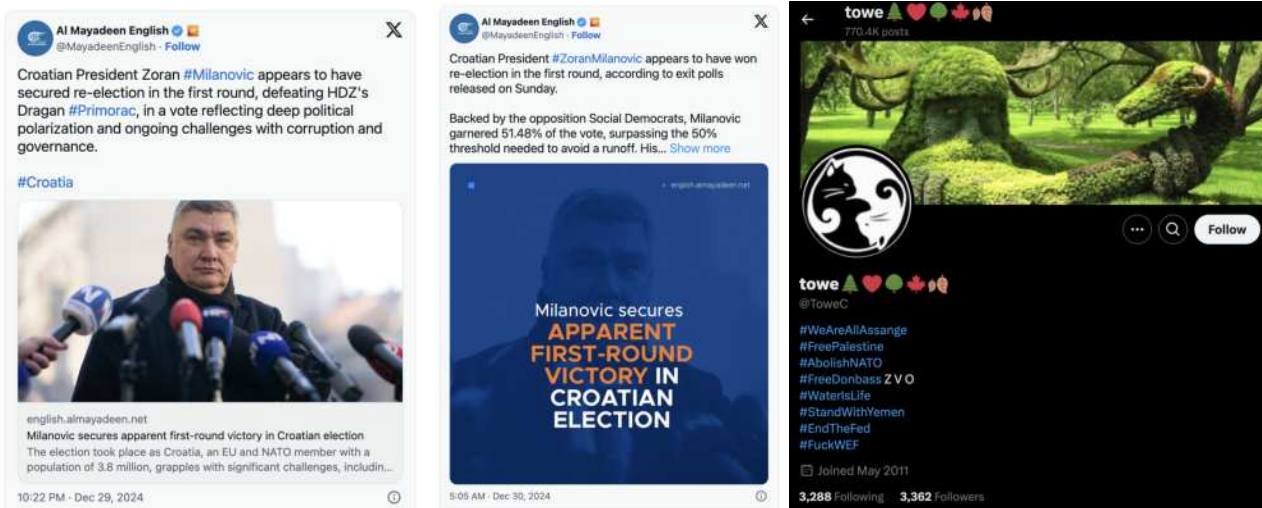 Al Mayadeen English
@MayadeenEnglish · Follow
Croatian President Zoran #Milanovic appears to have
secured re-election in the first round, defeating HDZ's
Dragan #Primorac, in a vote reflecting deep political
polarization and ongoing challenges with corruption and
governance.
#Croatia
english.almayadeen.net
Milanovic secures apparent first-round victory in Croatian election
The election took place as Croatia, an EU and NATO member with a
population of 3.8 million, grapples with significant challenges, includin...
10:22 PM · Dec 29, 2024
Al Mayadeen English
@MayadeenEnglish · Follow
Croatian President #ZoranMilanovic appears to have won
re-election in the first round, according to exit polls
released on Sunday.
Backed by the opposition Social Democrats, Milanovic
garnered 51.48% of the vote, surpassing the 50%
threshold needed to avoid a runoff. His... Show more
english.almayadeen.net
Milanovic secures
APPARENT
FIRST-ROUND
VICTORY IN
CROATIAN
ELECTION
5:05 AM · Dec 30, 2024
towe🌲❤️🌳🍁🍂
770.4K posts
Follow
towe🌲❤️🌳🍁🍂
@ToweC
#WeAreAllAssange
#FreePalestine
#AbolishNATO
#FreeDonbass Z V O
#WaterIsLife
#StandWithYemen
#EndTheFed
#FuckWEF
Joined May 2011
3,288 Following 3,362 Followers